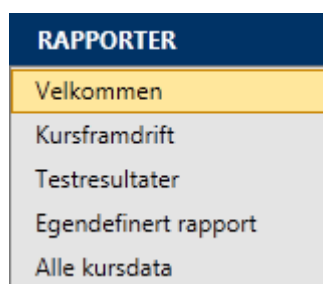 RAPPORTER
Velkommen
Kursframdrift
Testresultater
Egendefinert rapport
Alle kursdata